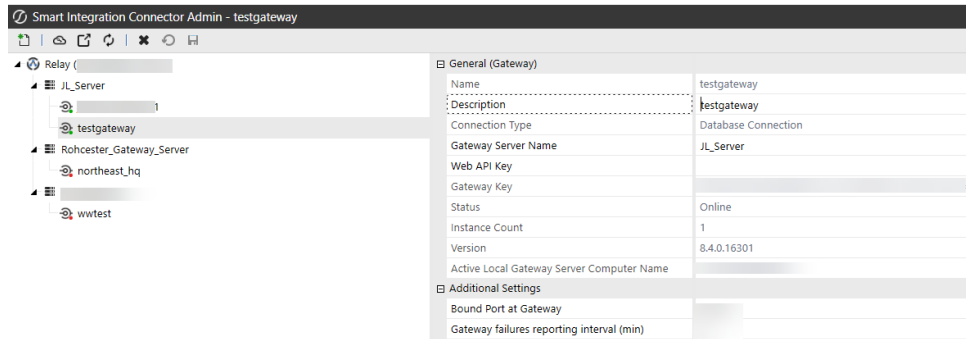 Smart Integration Connector Admin - testgateway
Relay (
JL_Server
1
testgateway
Rohcester_Gateway_Server
northeast_hq
wwtest
General (Gateway)
Name testgateway
Description testgateway
Connection Type Database Connection
Gateway Server Name JL_Server
Web API Key
Gateway Key
Status Online
Instance Count 1
Version 8.4.0.16301
Active Local Gateway Server Computer Name
Additional Settings
Bound Port at Gateway
Gateway failures reporting interval (min)